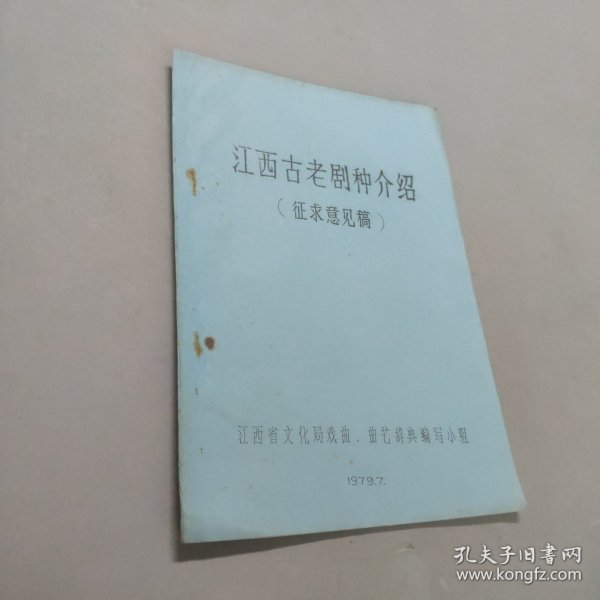 江西古老剧种介绍
（征求意见稿）
江西省文化局戏曲、曲艺辞典编写小组
1979.7.
孔夫子旧书网
www.kongfz.com